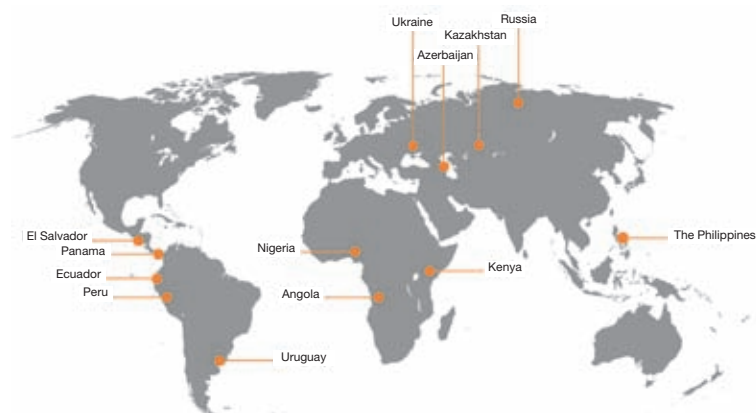 Russia
Ukraine
Kazakhstan
Azerbaijan
El Salvador
The Philippines
Panama
Nigeria
Kenya
Ecuador
Peru
Angola
Uruguay